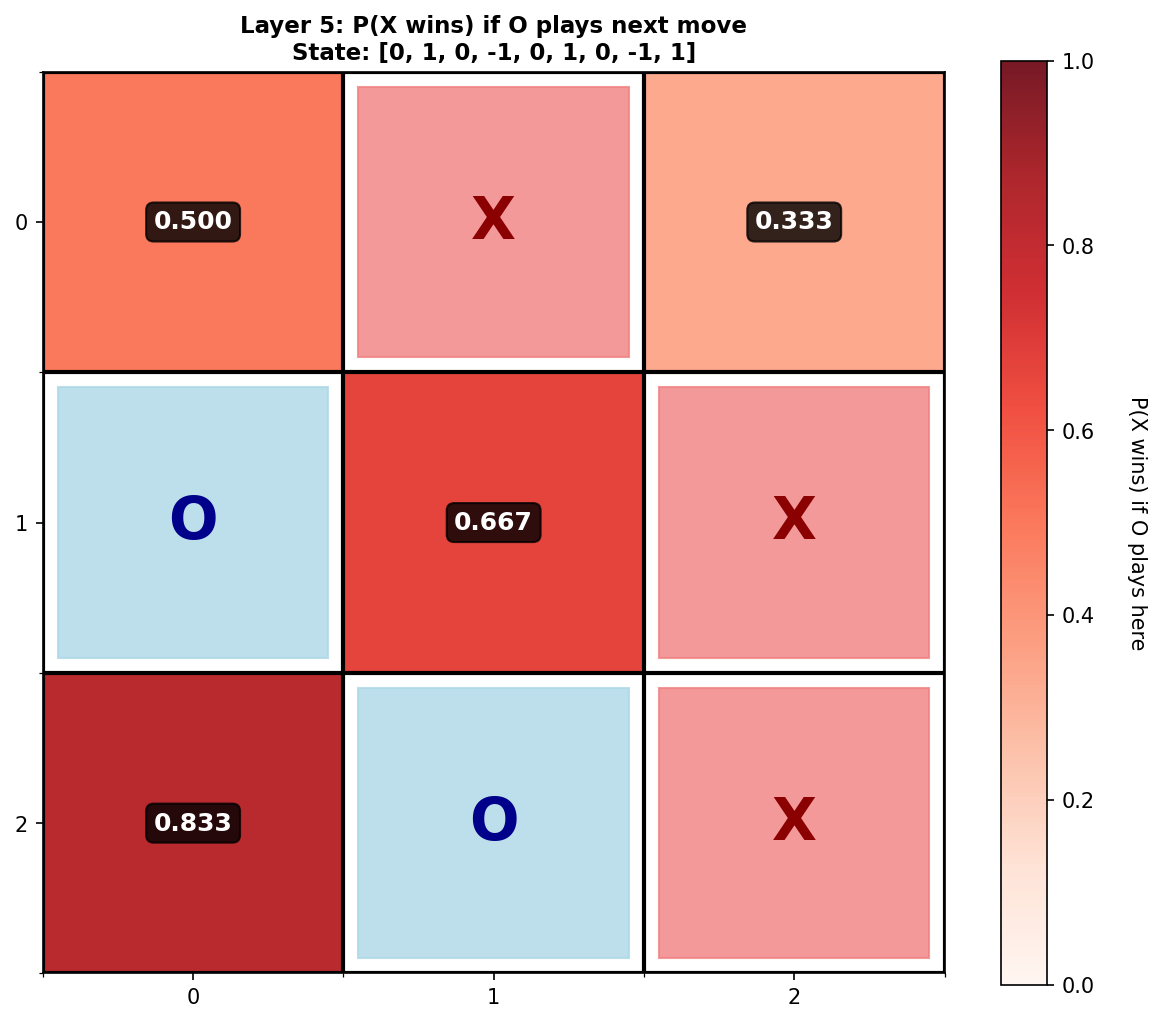 Layer 5: P(X wins) if O plays next move
State: [0, 1, 0, -1, 0, 1, 0, -1, 1]
0
0.500
X
0.333
1
O
0.667
X
2
0.833
O
X
0
1
2
1.0
0.8
0.6
0.4
0.2
0.0
P(X wins) if O plays here